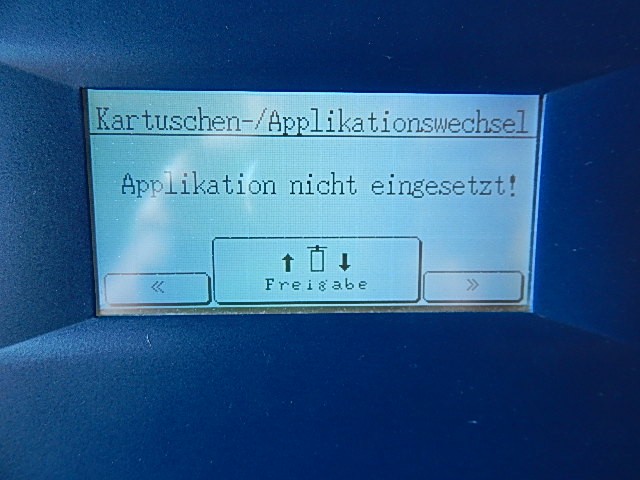 Kartuschen-/Applikationswechsel
Applikation nicht eingesetzt!
↑ ↓
« Freigabe »